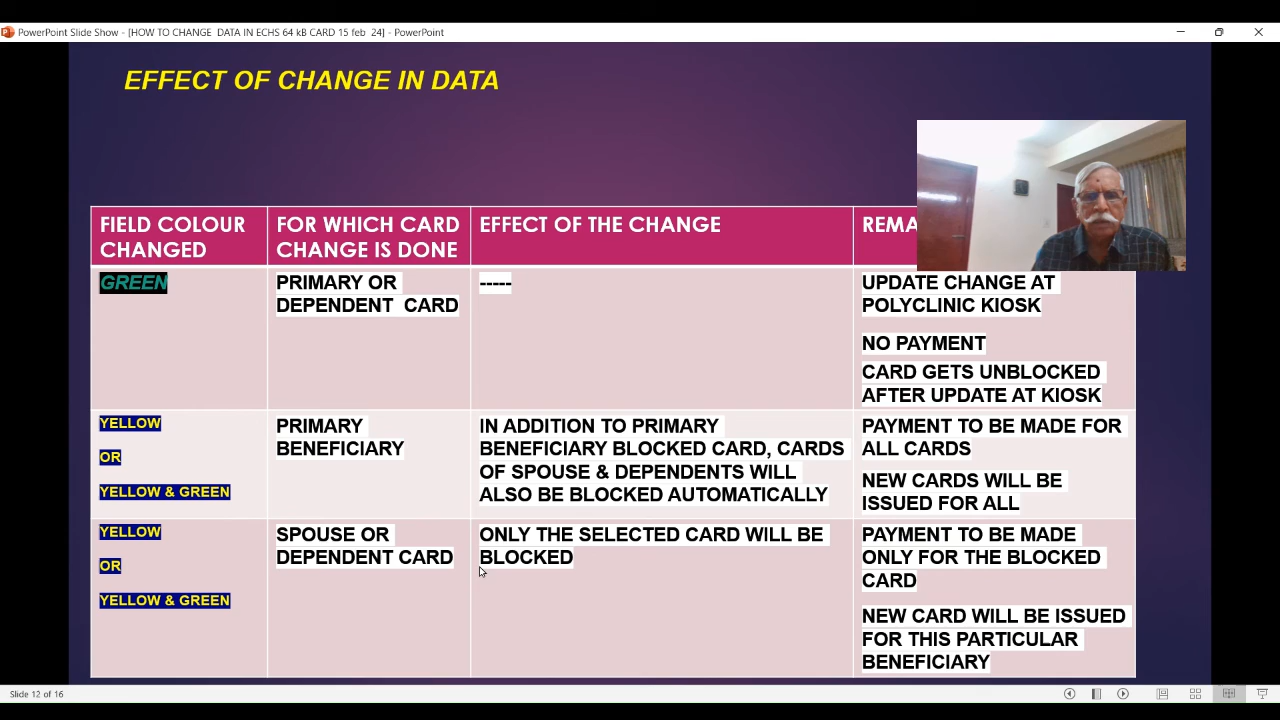 PowerPoint Slide Show - [HOW TO CHANGE DATA IN ECHS 64 kB CARD 15 feb 24] - PowerPoint
EFFECT OF CHANGE IN DATA
FIELD COLOUR
CHANGED
FOR WHICH CARD
CHANGE IS DONE
EFFECT OF THE CHANGE
REMA
GREEN
PRIMARY OR
DEPENDENT CARD
-----
UPDATE CHANGE AT
POLYCLINIC KIOSK
NO PAYMENT
CARD GETS UNBLOCKED
AFTER UPDATE AT KIOSK
YELLOW
OR
YELLOW & GREEN
PRIMARY
BENEFICIARY
IN ADDITION TO PRIMARY
BENEFICIARY BLOCKED CARD, CARDS
OF SPOUSE & DEPENDENTS WILL
ALSO BE BLOCKED AUTOMATICALLY
PAYMENT TO BE MADE FOR
ALL CARDS
NEW CARDS WILL BE
ISSUED FOR ALL
YELLOW
OR
YELLOW & GREEN
SPOUSE OR
DEPENDENT CARD
ONLY THE SELECTED CARD WILL BE
BLOCKED
PAYMENT TO BE MADE
ONLY FOR THE BLOCKED
CARD
NEW CARD WILL BE ISSUED
FOR THIS PARTICULAR
BENEFICIARY
Slide 12 of 16